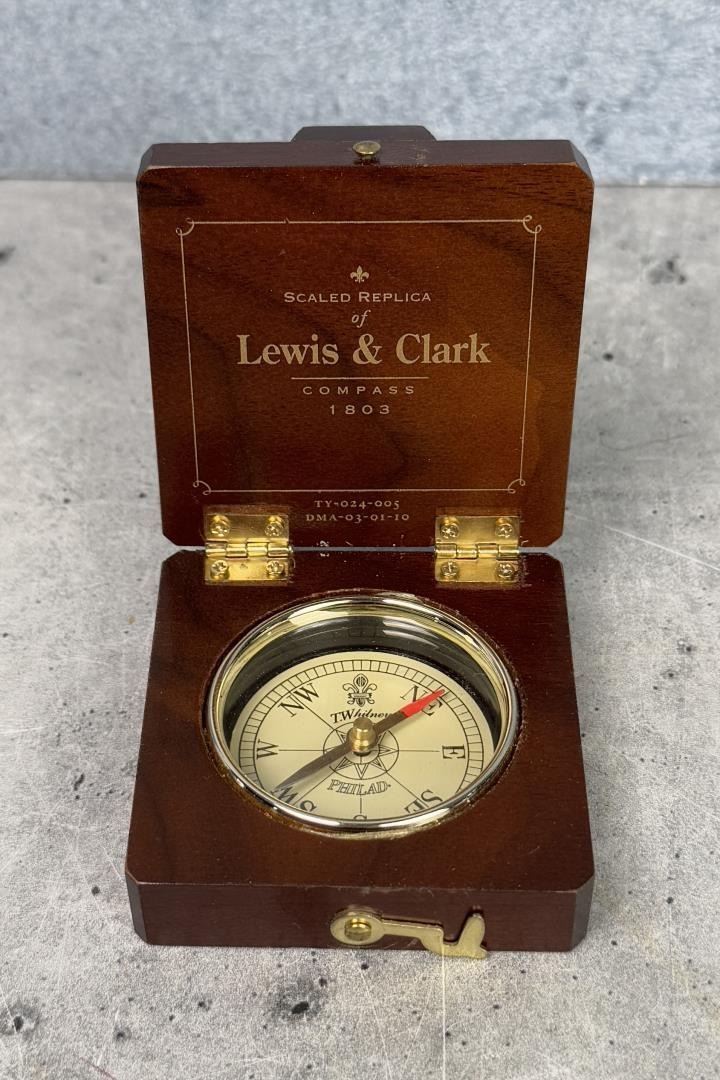 SCALED REPLICA
of
Lewis & Clark
COMPASS
1803
TY-024-005
DMA-03-01-10
NW
NE
T.Whitney
W
E
PHILAD.
SW
SE
S